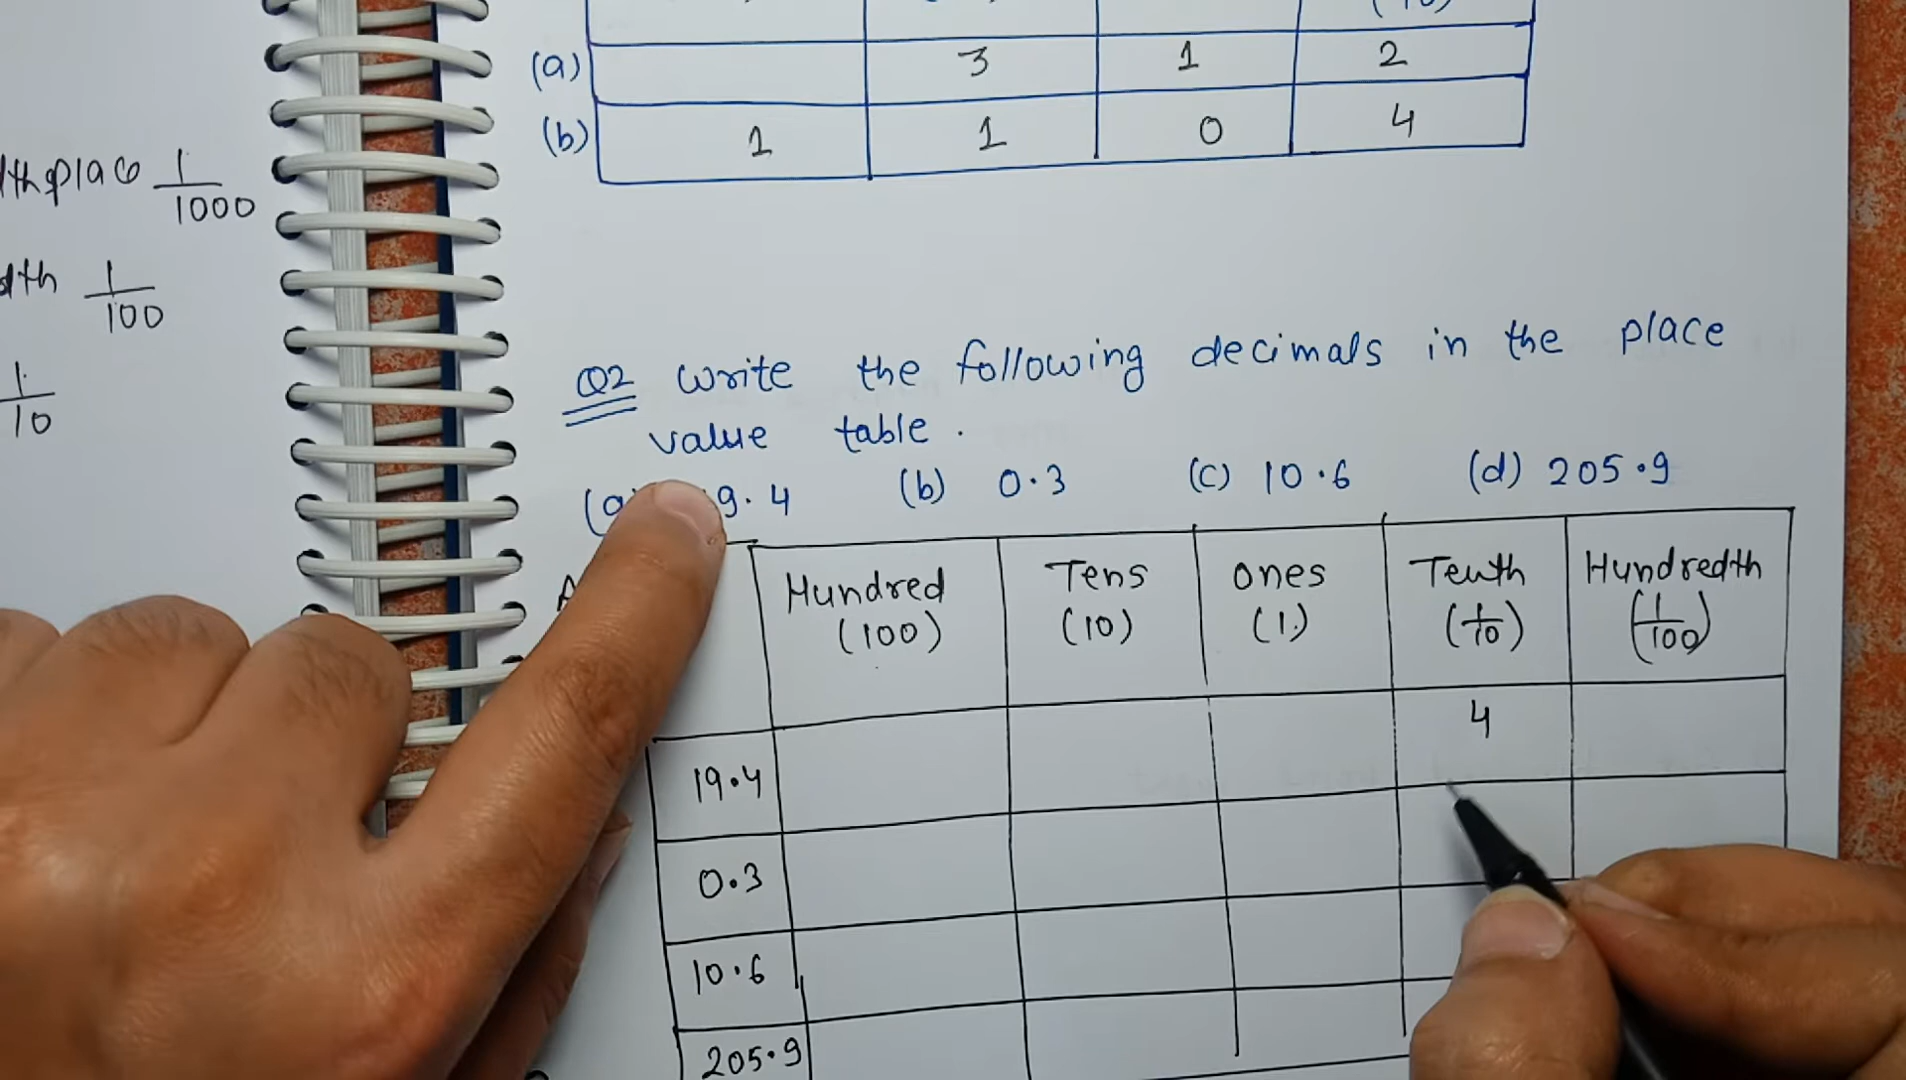 (a) 3 1 2
(b) 1 1 0 4
1/1000
1/100
1/10
Q2 Write the following decimals in the place
value table.
9.4 (b) 0.3 (c) 10.6 (d) 205.9
Hundred Tens Ones Tenth Hundredth
(100) (10) (1) (1/10) (1/100)
19.4 4
0.3
10.6
205.9